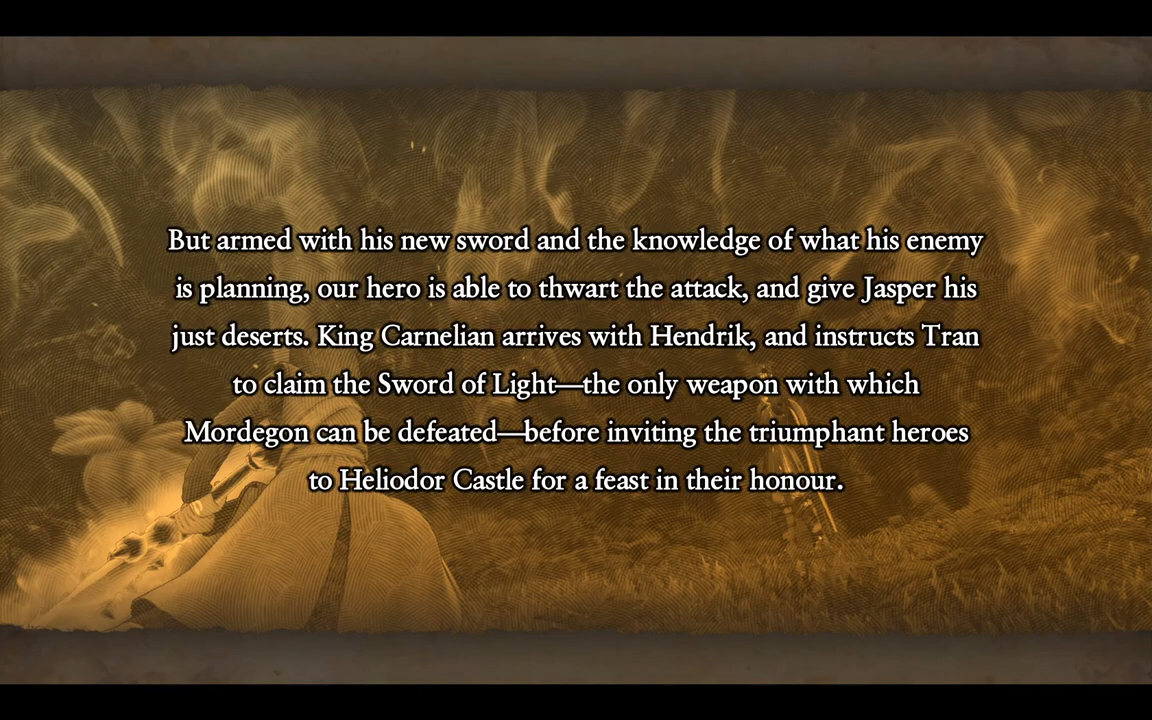 But armed with his new sword and the knowledge of what his enemy
is planning, our hero is able to thwart the attack, and give Jasper his
just deserts. King Carnelian arrives with Hendrik, and instructs Tran
to claim the Sword of Light—the only weapon with which
Mordegon can be defeated—before inviting the triumphant heroes
to Heliodor Castle for a feast in their honour.